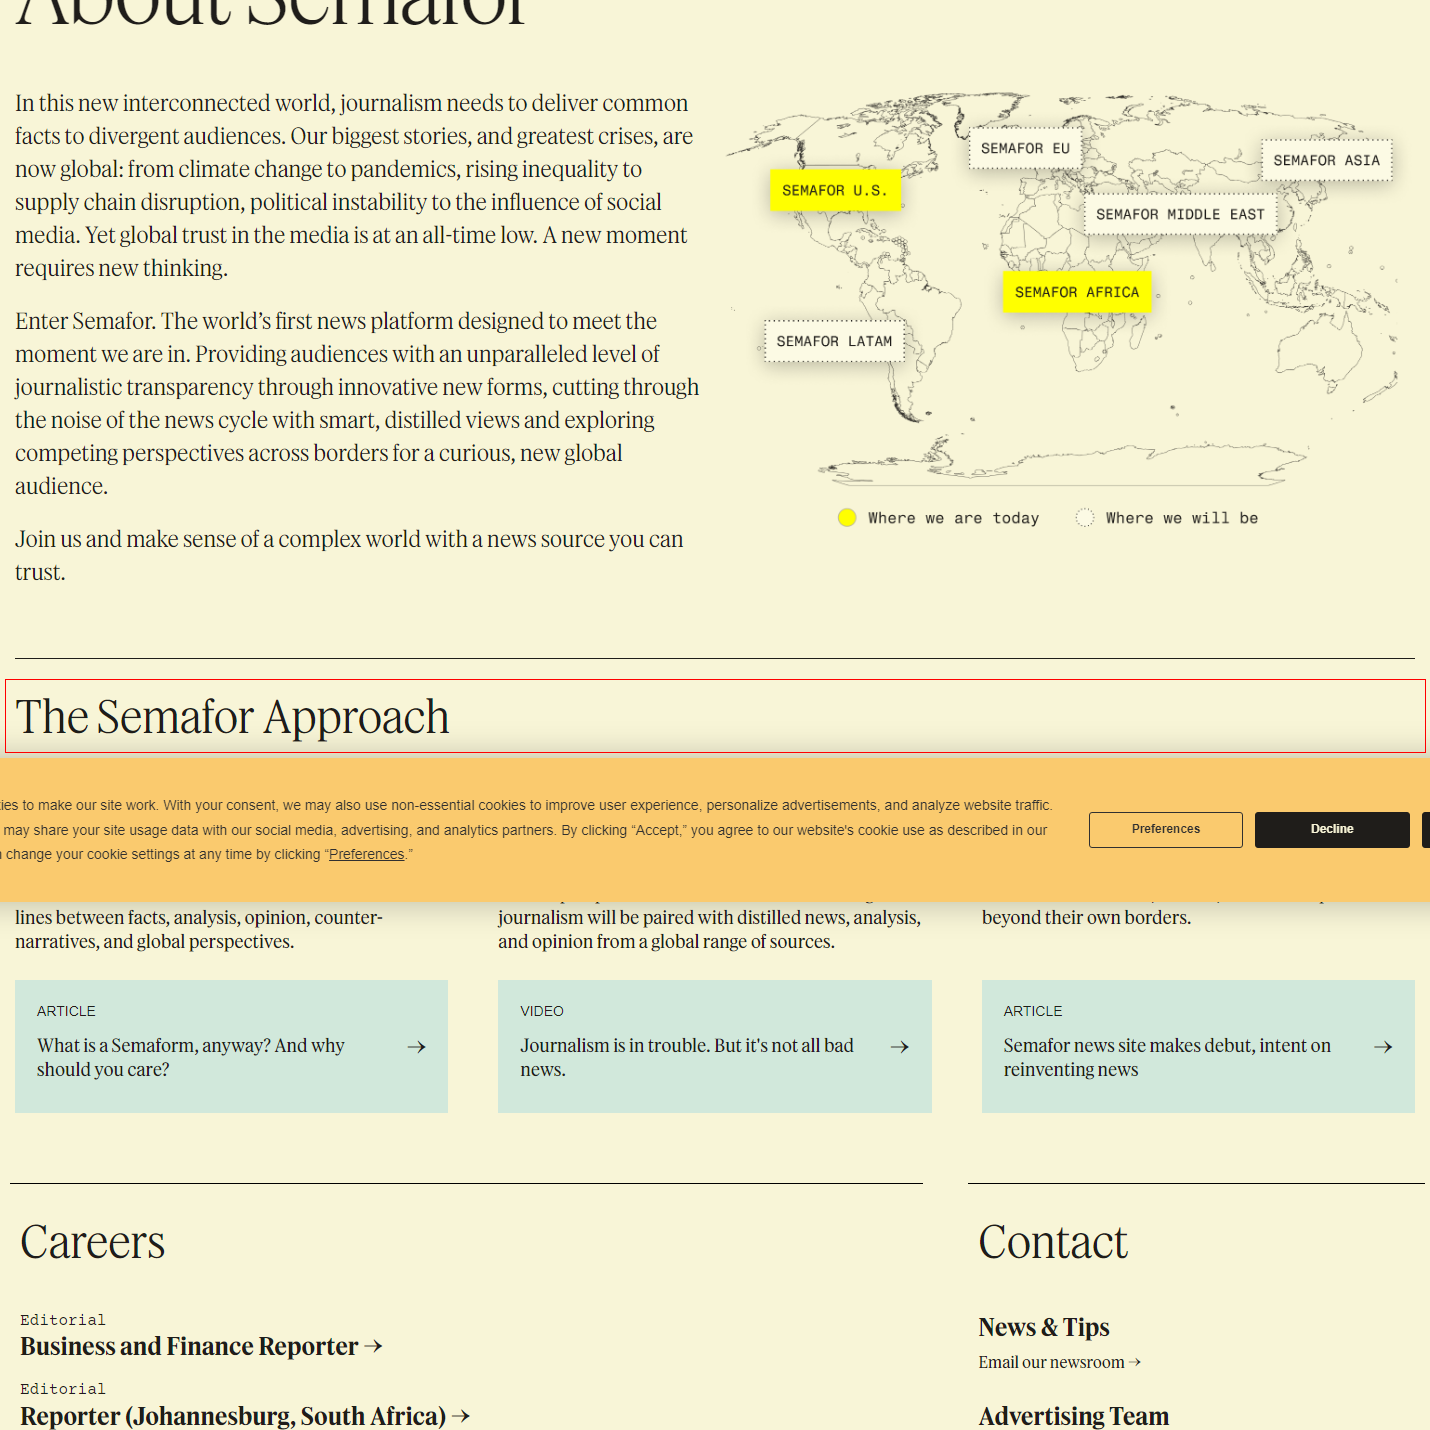 About Semafor
In this new interconnected world, journalism needs to deliver common
facts to divergent audiences. Our biggest stories, and greatest crises, are
now global: from climate change to pandemics, rising inequality to
supply chain disruption, political instability to the influence of social
media. Yet global trust in the media is at an all-time low. A new moment
requires new thinking.
Enter Semafor. The world’s first news platform designed to meet the
moment we are in. Providing audiences with an unparalleled level of
journalistic transparency through innovative new forms, cutting through
the noise of the news cycle with smart, distilled views and exploring
competing perspectives across borders for a curious, new global
audience.
Join us and make sense of a complex world with a news source you can
trust.
SEMAFOR EU
SEMAFOR ASIA
SEMAFOR U.S.
SEMAFOR MIDDLE EAST
SEMAFOR AFRICA
SEMAFOR LATAM
Where we are today
Where we will be
The Semafor Approach
to make our site work. With your consent, we may also use non-essential cookies to improve user experience, personalize advertisements, and analyze website traffic.
may share your site usage data with our social media, advertising, and analytics partners. By clicking “Accept,” you agree to our website's cookie use as described in our
change your cookie settings at any time by clicking “Preferences.”
Preferences
Decline
lines between facts, analysis, opinion, counter-
narratives, and global perspectives.
journalism will be paired with distilled news, analysis,
and opinion from a global range of sources.
beyond their own borders.
ARTICLE
What is a Semaform, anyway? And why
should you care?
→
VIDEO
Journalism is in trouble. But it's not all bad
news.
→
ARTICLE
Semafor news site makes debut, intent on
reinventing news
→
Careers
Editorial
Business and Finance Reporter →
Editorial
Reporter (Johannesburg, South Africa) →
Contact
News & Tips
Email our newsroom →
Advertising Team